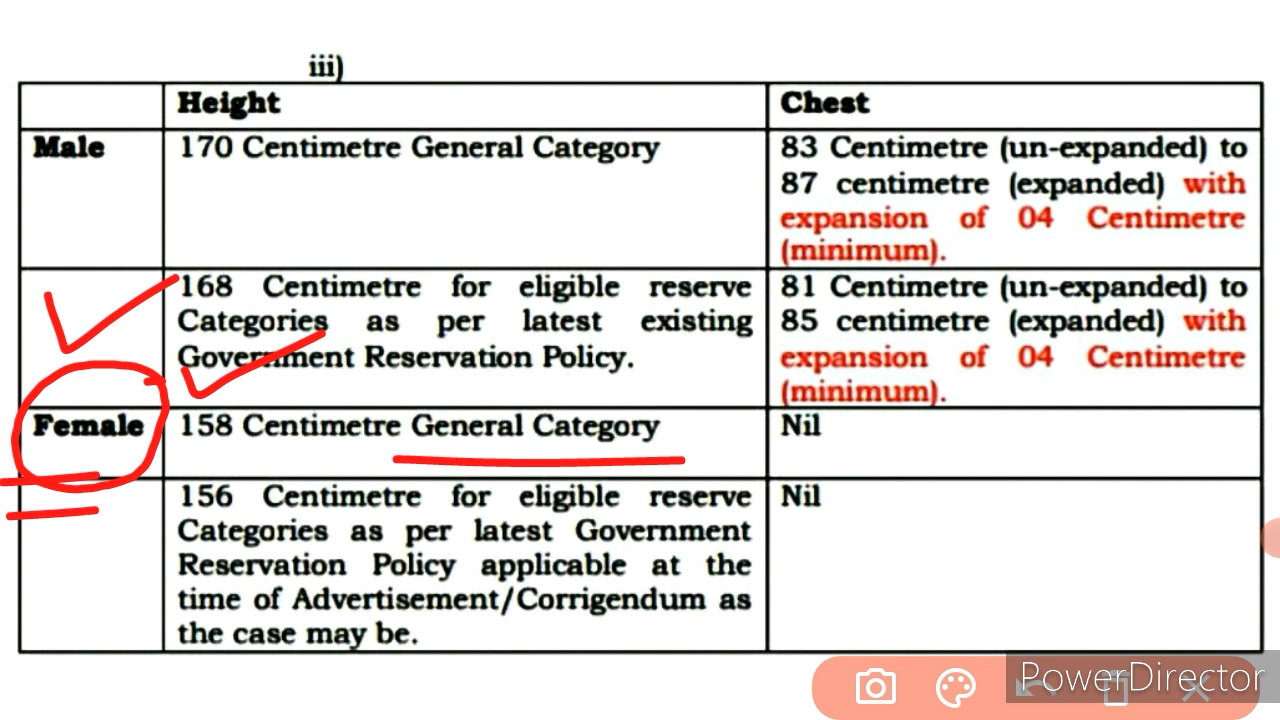 iii)
Height
Chest
Male
170 Centimetre General Category
83 Centimetre (un-expanded) to
87 centimetre (expanded) with
expansion of 04 Centimetre
(minimum).
168 Centimetre for eligible reserve
Categories as per latest existing
Government Reservation Policy.
81 Centimetre (un-expanded) to
85 centimetre (expanded) with
expansion of 04 Centimetre
(minimum).
Female
158 Centimetre General Category
Nil
156 Centimetre for eligible reserve
Categories as per latest Government
Reservation Policy applicable at the
time of Advertisement/Corrigendum as
the case may be.
Nil
PowerDirector